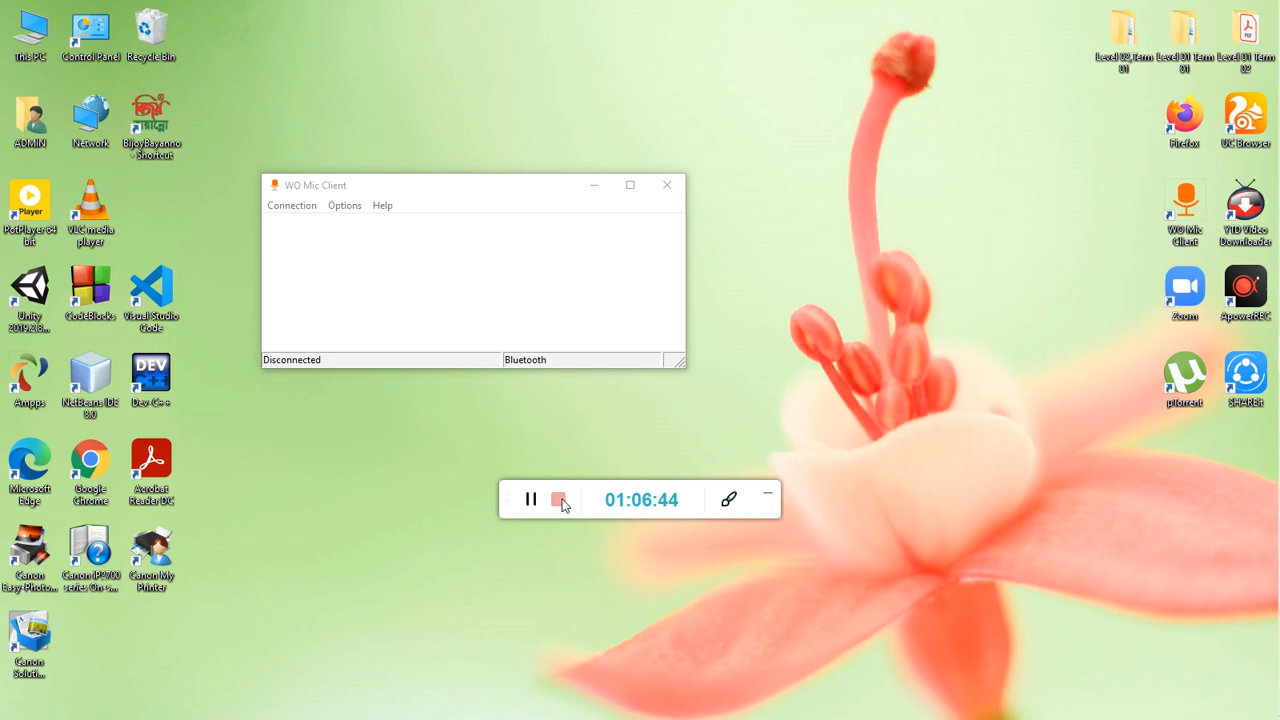 This PC
Control Panel
Recycle Bin
ADMIN
Network
BijoyBayanno
- Shortcut
বিজয়
বায়ান্নো
Player
PotPlayer 64
bit
VLC media
player
Unity
2019.2.8...
CodeBlocks
Visual Studio
Code
Ampps
NetBeans IDE
8.0
DEV
C++
Dev-C++
Microsoft
Edge
Google
Chrome
Acrobat
Reader DC
Canon
Easy-Photo...
Canon iP2700
series On-s...
Canon My
Printer
Canon
Soluti...
WO Mic Client
Connection Options Help
Disconnected
Bluetooth
01:06:44
Level 02,Term
01
Level 01 Term
01
PDF
Level 01 Term
02
Firefox
UC Browser
WO Mic
Client
YTD Video
Downloader
Zoom
ApowerREC
µTorrent
SHAREit